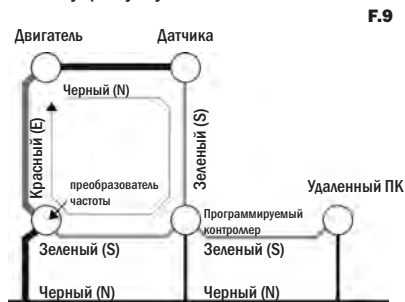 F.9
Двигатель
Датчика
Черный (N)
Красный (E)
Зеленый (S)
преобразователь
частоты
Удаленный ПК
Программируемый
контроллер
Зеленый (S)
Зеленый (S)
Черный (N)
Черный (N)